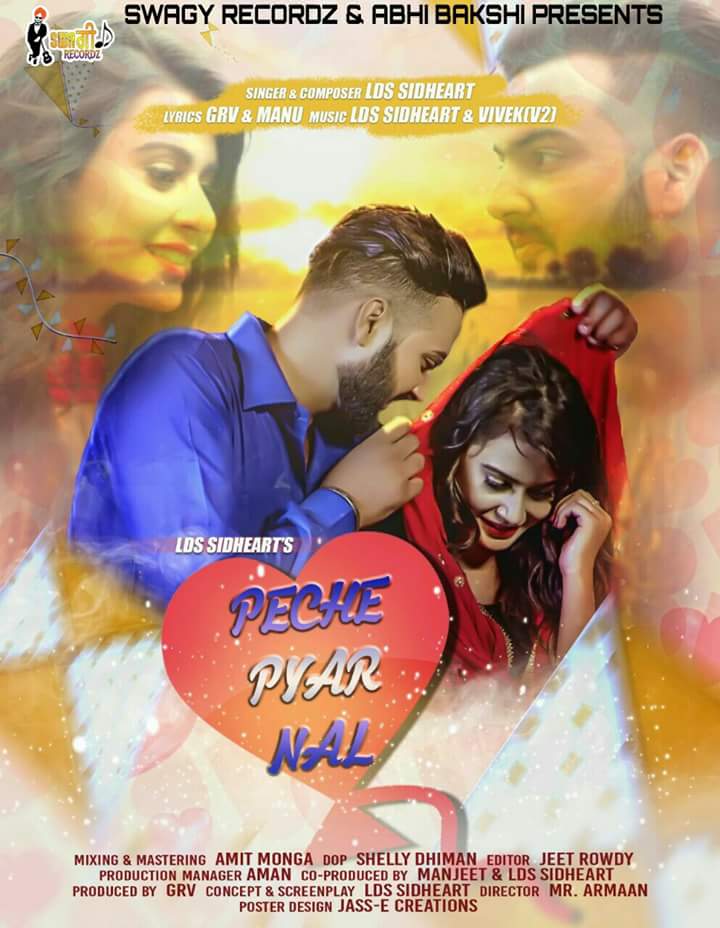 SWAGY RECORDZ & ABHI BAKSHI PRESENTS
RECORDZ
SINGER & COMPOSER LDS SIDHEART
LYRICS GRV & MANU MUSIC LDS SIDHEART & VIVEK(V2)
LDS SIDHEART'S
PECHE
PYAR
NAL
MIXING & MASTERING AMIT MONGA DOP SHELLY DHIMAN EDITOR JEET ROWDY
PRODUCTION MANAGER AMAN CO-PRODUCED BY MANJEET & LDS SIDHEART
PRODUCED BY GRV CONCEPT & SCREENPLAY LDS SIDHEART DIRECTOR MR. ARMAAN
POSTER DESIGN JASS-E CREATIONS